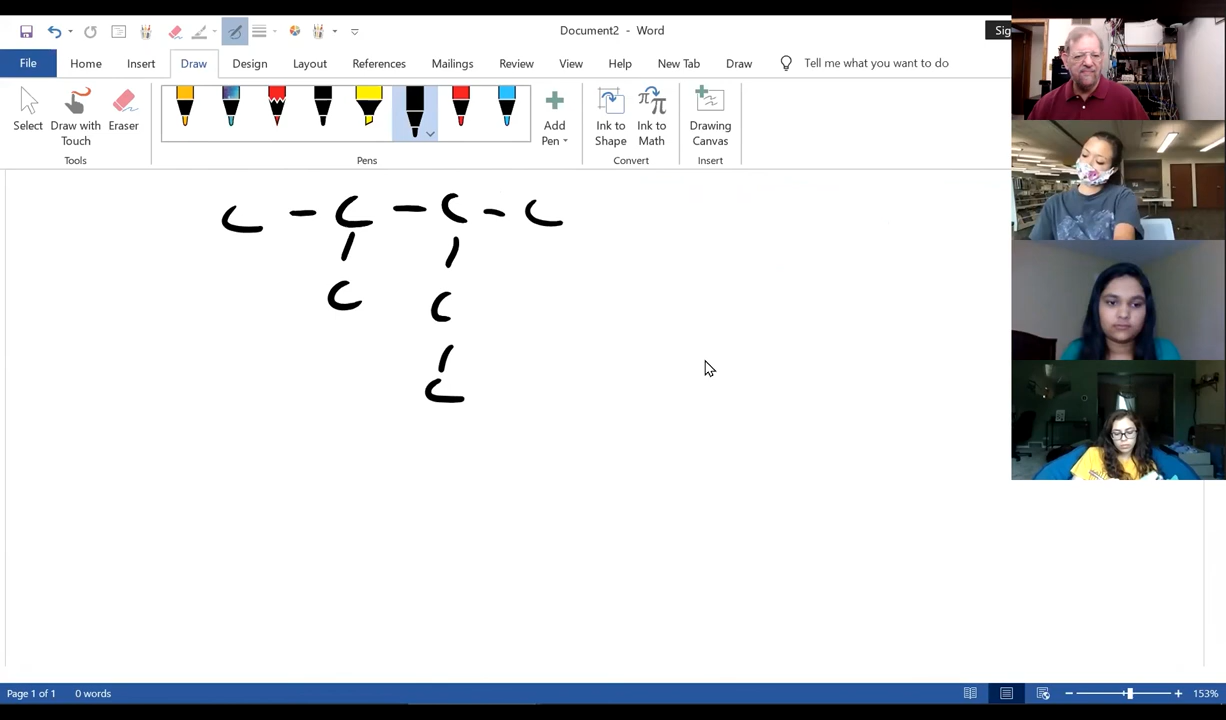 Document2 - Word
Sig
File Home Insert Draw Design Layout References Mailings Review View Help New Tab Draw Tell me what you want to do
Select Draw with Touch Eraser Add Pen Ink to Shape Ink to Math Drawing Canvas
Tools Pens Convert Insert
C - C - C - C
/ /
C C
/
C
Page 1 of 1 0 words 153%